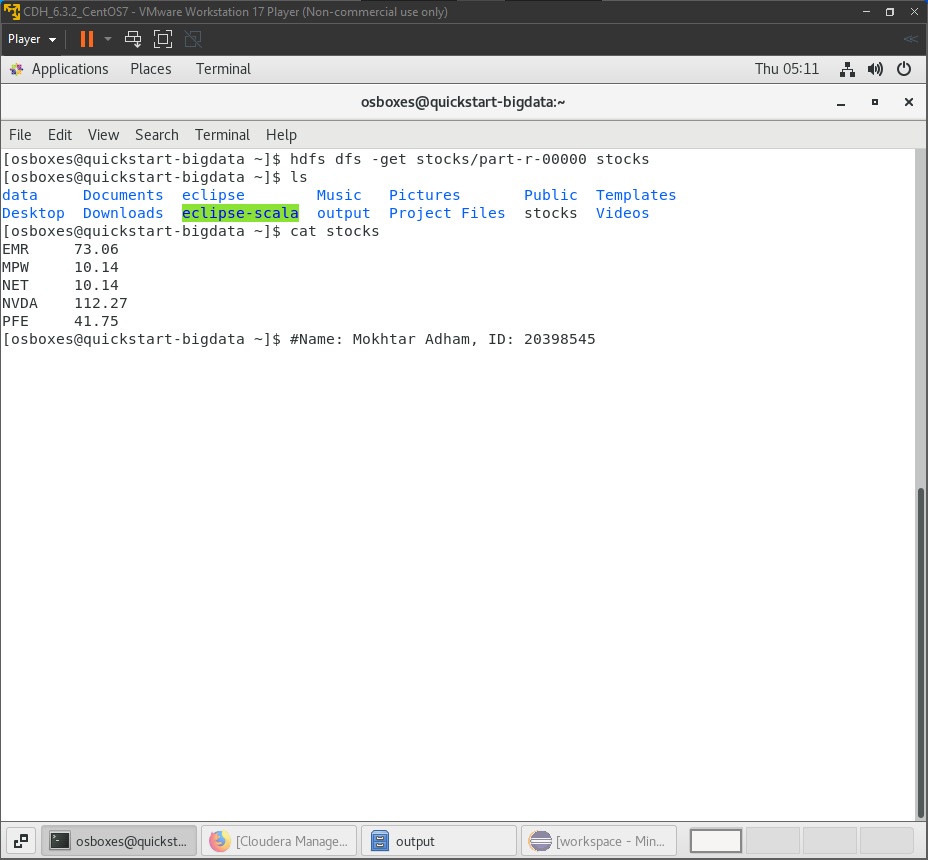 CDH_6.3.2_CentOS7 - VMware Workstation 17 Player (Non-commercial use only)
Player
Applications Places Terminal Thu 05:11
osboxes@quickstart-bigdata:~
File Edit View Search Terminal Help
[osboxes@quickstart-bigdata ~]$ hdfs dfs -get stocks/part-r-00000 stocks
[osboxes@quickstart-bigdata ~]$ ls
data Documents eclipse Music Pictures Public Templates
Desktop Downloads eclipse-scala output Project Files stocks Videos
[osboxes@quickstart-bigdata ~]$ cat stocks
EMR 73.06
MPW 10.14
NET 10.14
NVDA 112.27
PFE 41.75
[osboxes@quickstart-bigdata ~]$ #Name: Mokhtar Adham, ID: 20398545
osboxes@quickst... [Cloudera Manage... output [workspace - Min...